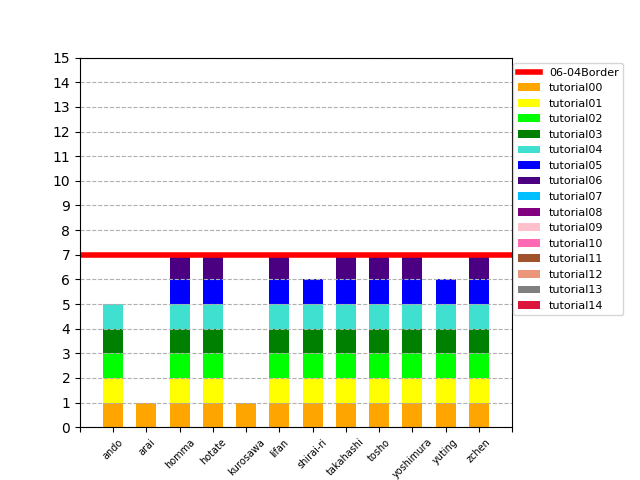 15
14
13
12
11
10
9
8
7
6
5
4
3
2
1
0
ando
arai
homma
hotate
kurosawa
lifan
shirai-ri
takahashi
tosho
yoshimura
yuting
zchen
06-04Border
tutorial00
tutorial01
tutorial02
tutorial03
tutorial04
tutorial05
tutorial06
tutorial07
tutorial08
tutorial09
tutorial10
tutorial11
tutorial12
tutorial13
tutorial14